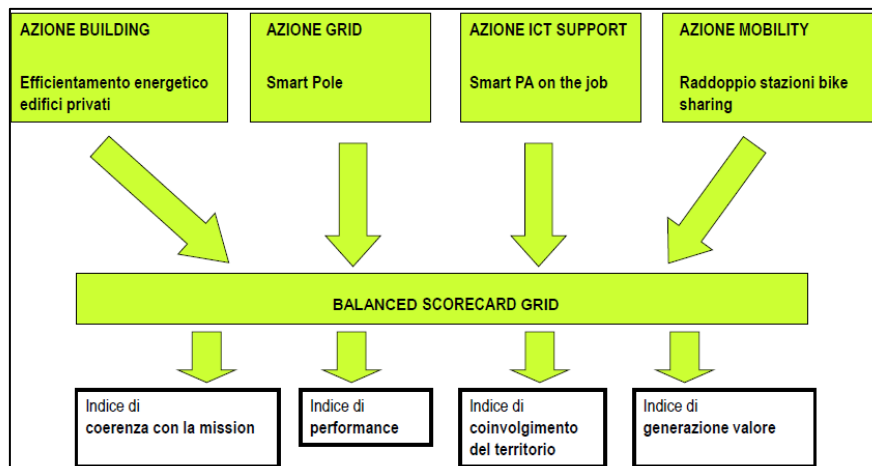 AZIONE BUILDING
Efficientamento energetico
edifici privati
AZIONE GRID
Smart Pole
AZIONE ICT SUPPORT
Smart PA on the job
AZIONE MOBILITY
Raddoppio stazioni bike
sharing
BALANCED SCORECARD GRID
Indice di
coerenza con la mission
Indice di
performance
Indice di
coinvolgimento
del territorio
Indice di
generazione valore